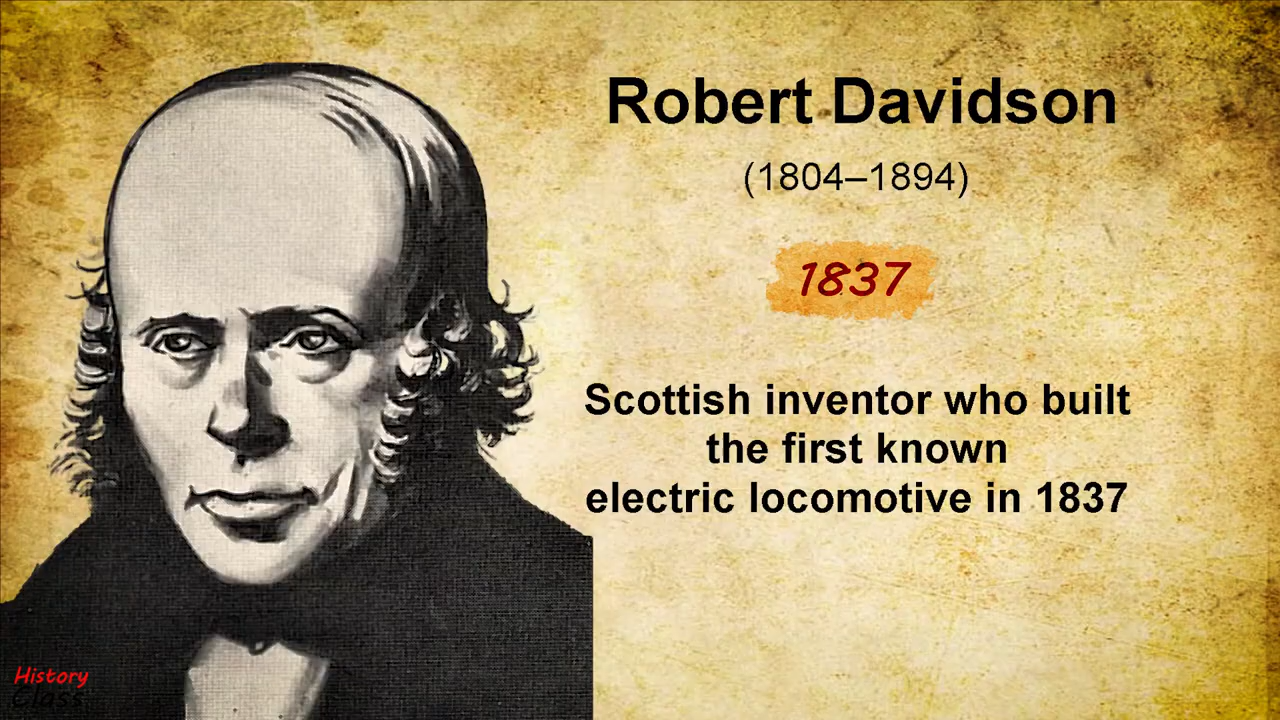 Robert Davidson
(1804–1894)
1837
Scottish inventor who built
the first known
electric locomotive in 1837
History
Class